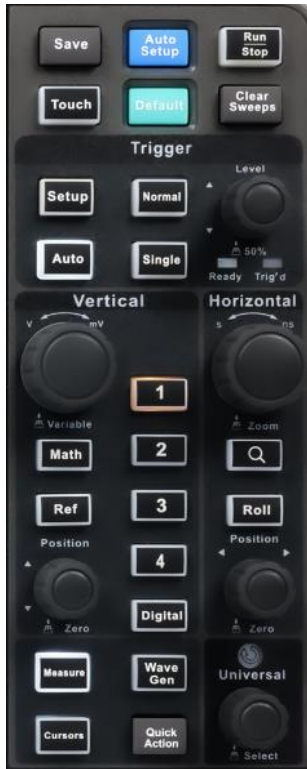 Save
Auto
Setup
Run
Stop
Touch
Default
Clear
Sweeps
Trigger
Level
Setup
Normal
50%
Auto
Single
Ready
Trig'd
Vertical
Horizontal
V
mV
s
ns
1
Variable
Zoom
Math
2
Ref
3
Roll
Position
Position
4
Zero
Zero
Digital
Measure
Wave
Gen
Universal
Cursors
Quick
Action
Select